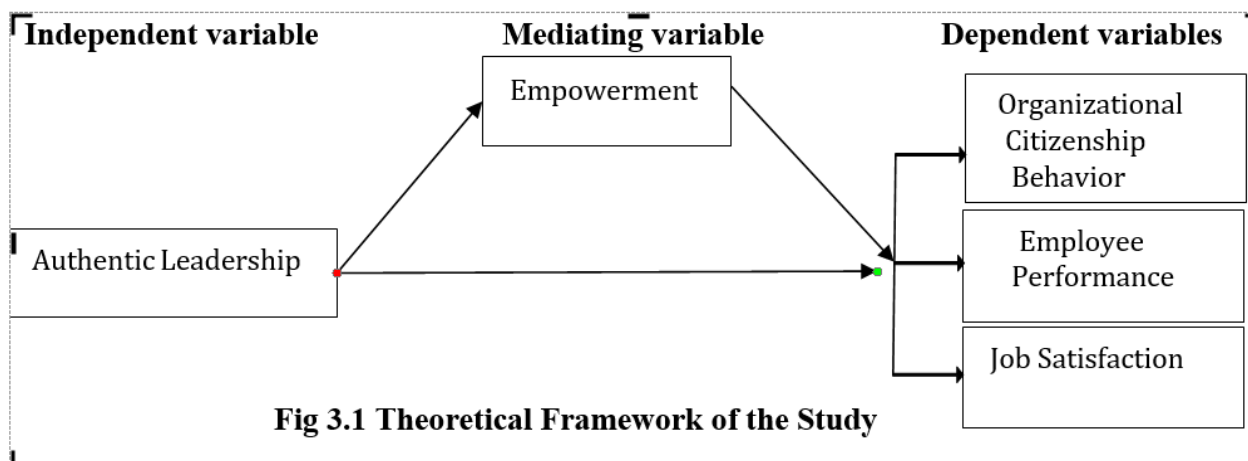 Independent variable
Mediating variable
Dependent variables
Empowerment
Organizational
Citizenship
Behavior
Authentic Leadership
Employee
Performance
Job Satisfaction
Fig 3.1 Theoretical Framework of the Study